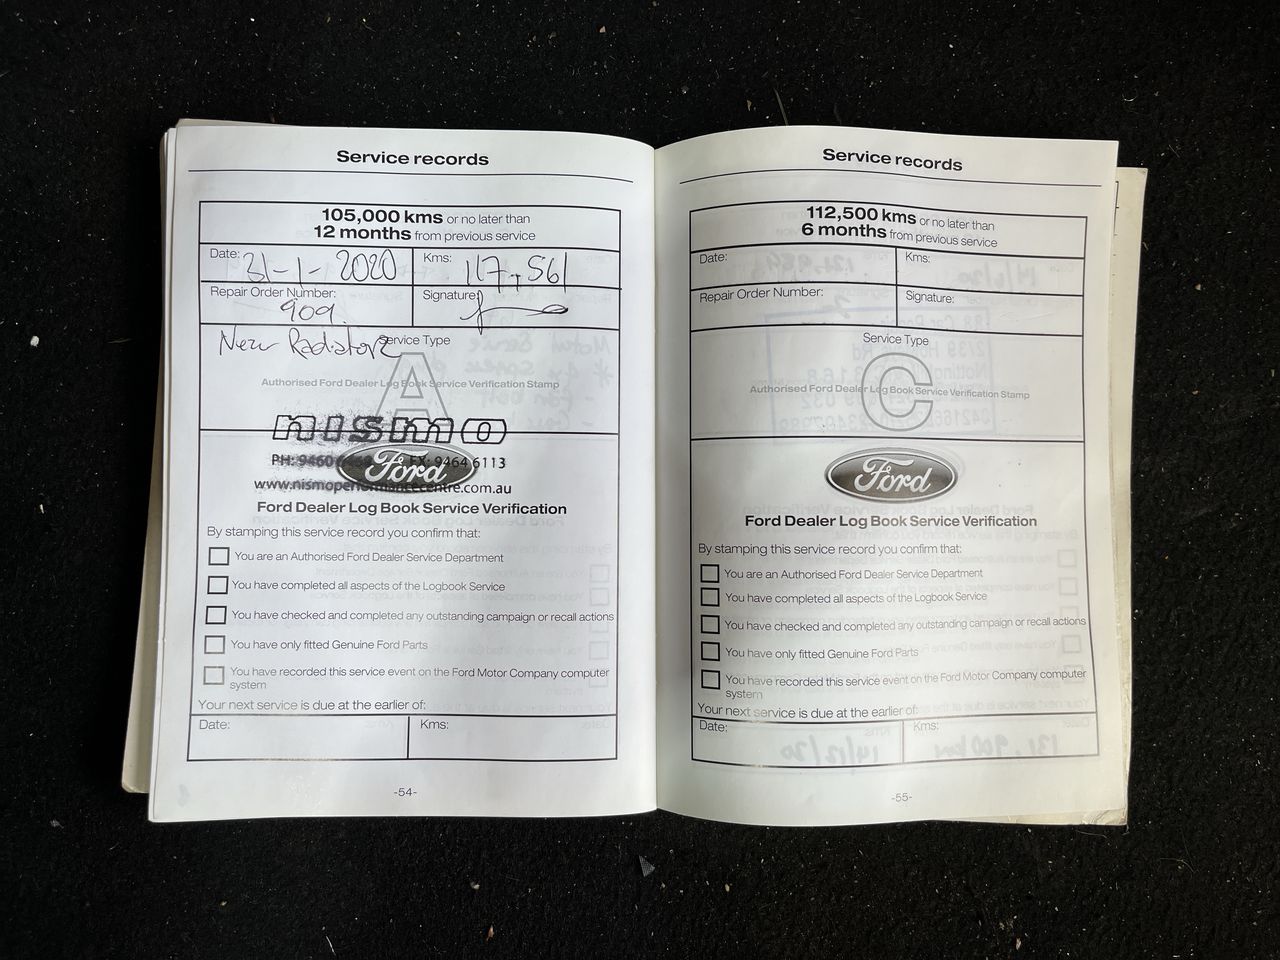 Service records
105,000 kms or no later than
12 months from previous service
Date: 31-1-2020
Kms: 117,561
Repair Order Number: 909
Signature:
Service Type
New Radiator
A
Authorised Ford Dealer Log Book Service Verification Stamp
nismo
PH: 9460 FX: 9464 6113
Ford
www.nismoperformancecentre.com.au
Ford Dealer Log Book Service Verification
By stamping this service record you confirm that:
You are an Authorised Ford Dealer Service Department
You have completed all aspects of the Logbook Service
You have checked and completed any outstanding campaign or recall actions
You have only fitted Genuine Ford Parts
You have recorded this service event on the Ford Motor Company computer
system
Your next service is due at the earlier of:
Date:
Kms:
-54-
Service records
112,500 kms or no later than
6 months from previous service
Date:
Kms:
Repair Order Number:
Signature:
Service Type
C
Authorised Ford Dealer Log Book Service Verification Stamp
Ford
Ford Dealer Log Book Service Verification
By stamping this service record you confirm that:
You are an Authorised Ford Dealer Service Department
You have completed all aspects of the Logbook Service
You have checked and completed any outstanding campaign or recall actions
You have only fitted Genuine Ford Parts
You have recorded this service event on the Ford Motor Company computer
system
Your next service is due at the earlier of:
Date:
Kms:
-55-